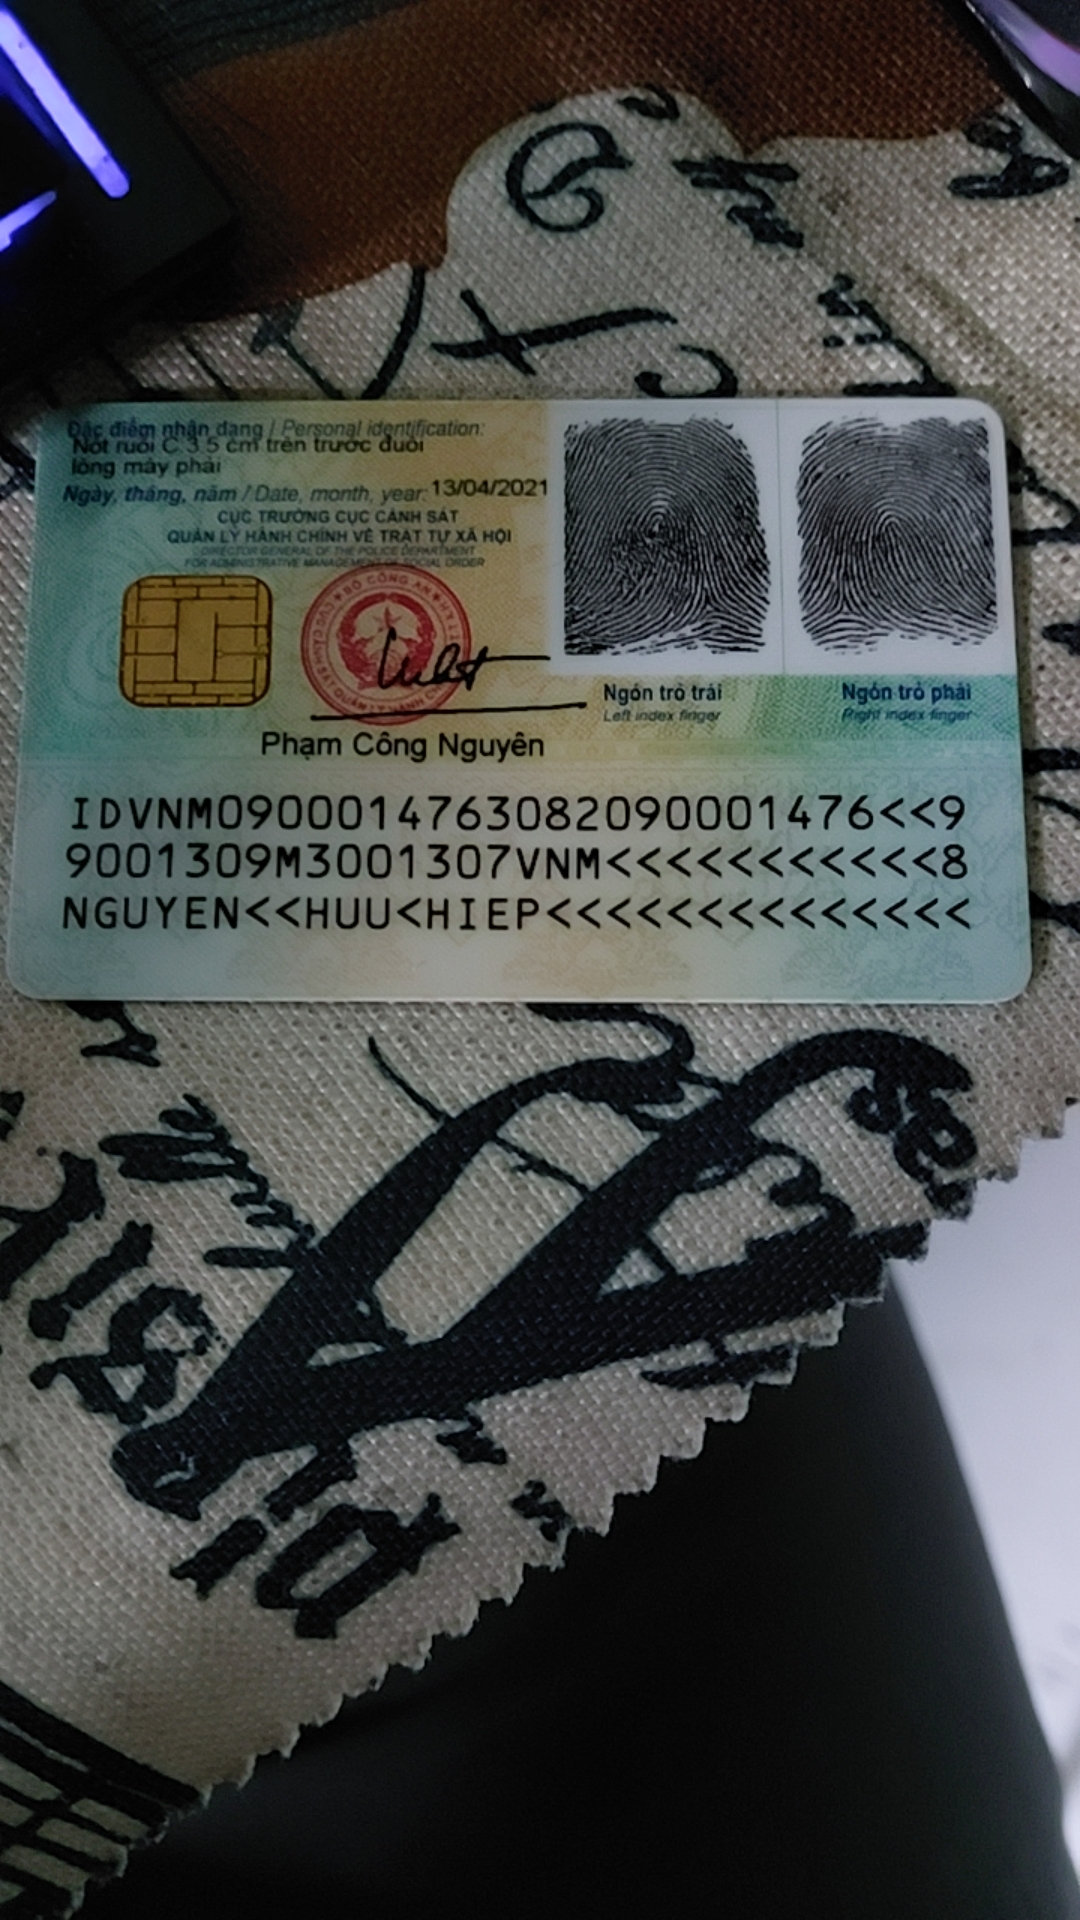 Đặc điểm nhận dạng / Personal identification:
Nốt ruồi C 3.5 cm trên trước đuôi
lông mày phải
Ngày, tháng, năm / Date, month, year: 13/04/2021
CỤC TRƯỞNG CỤC CẢNH SÁT
QUẢN LÝ HÀNH CHÍNH VỀ TRẬT TỰ XÃ HỘI
DIRECTOR GENERAL OF THE POLICE DEPARTMENT
FOR ADMINISTRATIVE MANAGEMENT OF SOCIAL ORDER
BỘ CÔNG AN
Ngón trỏ trái
Left index finger
Ngón trỏ phải
Right index finger
Phạm Công Nguyên
IDVNM0900014763082090001476<<9
9001309M3001307VNM<<<<<<<<<<<8
NGUYEN<<HUU<HIEP<<<<<<<<<<<<<<